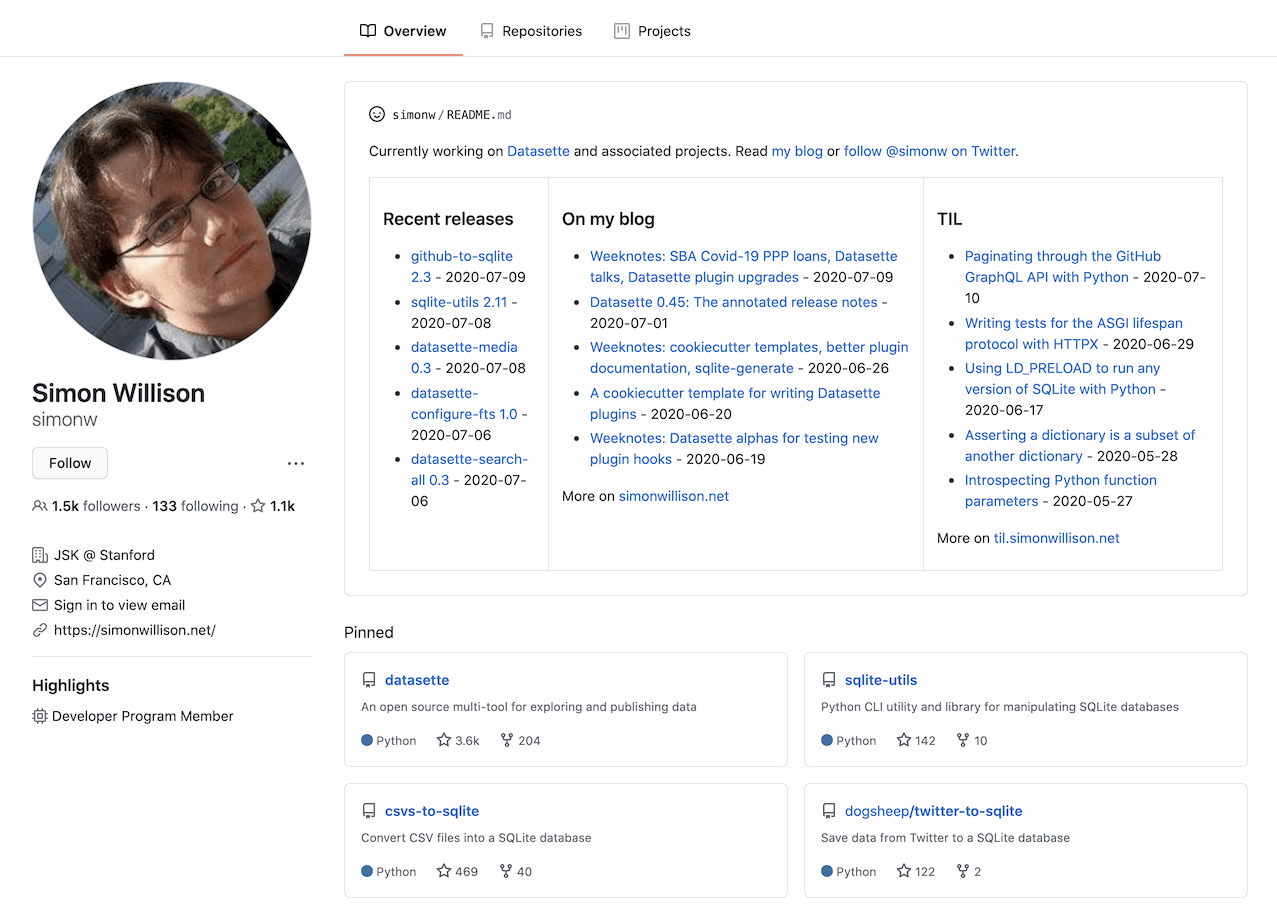 Overview
Repositories
Projects
Simon Willison
simonw
Follow
1.5k followers · 133 following · 1.1k
JSK @ Stanford
San Francisco, CA
Sign in to view email
https://simonwillison.net/
Highlights
Developer Program Member
simonw/README.md
Currently working on Datasette and associated projects. Read my blog or follow @simonw on Twitter.
Recent releases
• github-to-sqlite
2.3 - 2020-07-09
• sqlite-utils 2.11 -
2020-07-08
• datasette-media
0.3 - 2020-07-08
• datasette-
configure-fts 1.0 -
2020-07-06
• datasette-search-
all 0.3 - 2020-07-
06
On my blog
• Weeknotes: SBA Covid-19 PPP loans, Datasette
talks, Datasette plugin upgrades - 2020-07-09
• Datasette 0.45: The annotated release notes -
2020-07-01
• Weeknotes: cookiecutter templates, better plugin
documentation, sqlite-generate - 2020-06-26
• A cookiecutter template for writing Datasette
plugins - 2020-06-20
• Weeknotes: Datasette alphas for testing new
plugin hooks - 2020-06-19
More on simonwillison.net
TIL
• Paginating through the GitHub
GraphQL API with Python - 2020-07-
10
• Writing tests for the ASGI lifespan
protocol with HTTPX - 2020-06-29
• Using LD_PRELOAD to run any
version of SQLite with Python -
2020-06-17
• Asserting a dictionary is a subset of
another dictionary - 2020-05-28
• Introspecting Python function
parameters - 2020-05-27
More on til.simonwillison.net
Pinned
datasette
An open source multi-tool for exploring and publishing data
Python 3.6k 204
sqlite-utils
Python CLI utility and library for manipulating SQLite databases
Python 142 10
csvs-to-sqlite
Convert CSV files into a SQLite database
Python 469 40
dogsheep/twitter-to-sqlite
Save data from Twitter to a SQLite database
Python 122 2